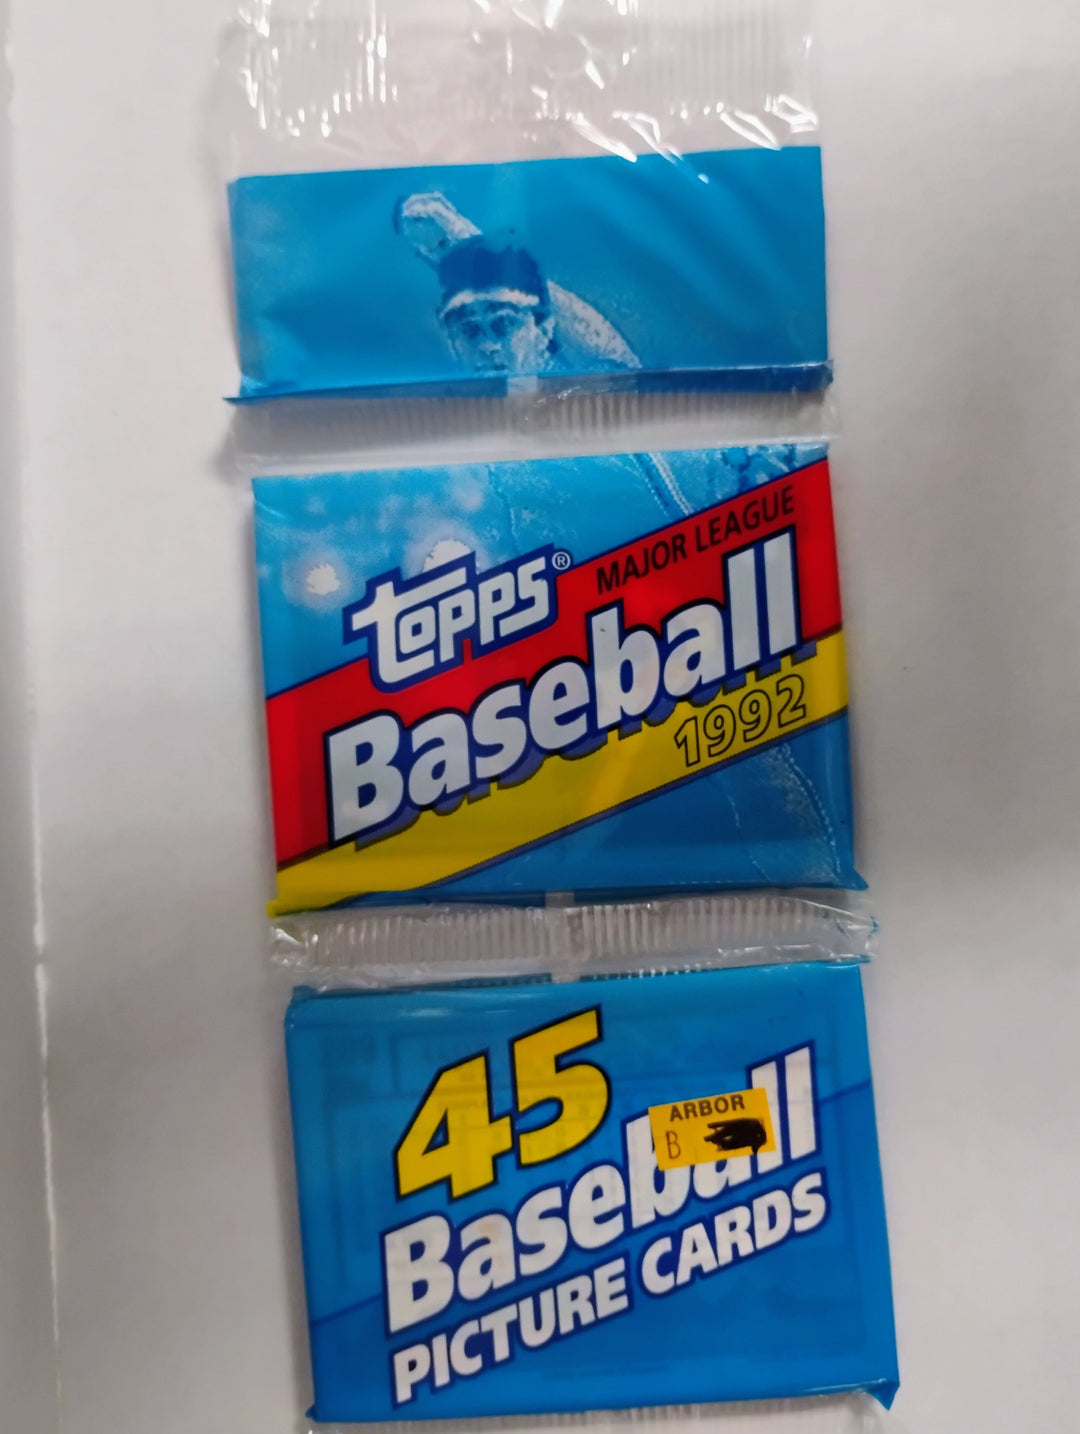 topps®
MAJOR LEAGUE
Baseball
1992
45
Baseball
ARBOR
B
PICTURE CARDS